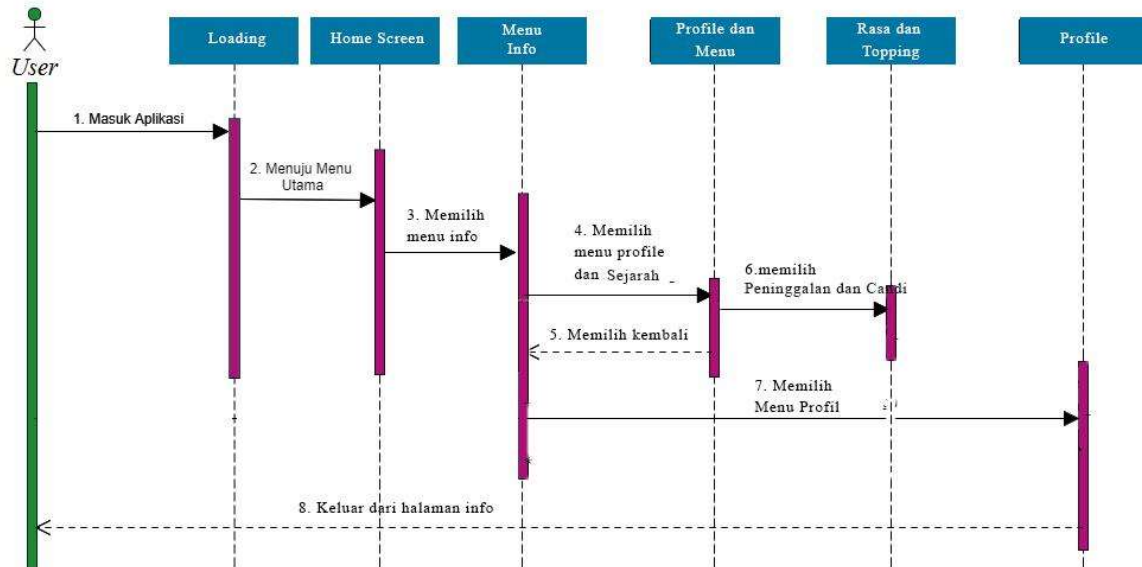 User
Loading
Home Screen
Menu
Info
Profile dan
Menu
Rasa dan
Topping
Profile
1. Masuk Aplikasi
2. Menuju Menu
Utama
3. Memilih
menu info
4. Memilih
menu profile
dan Sejarah
6.memilih
Peninggalan dan Candi
5. Memilih kembali
7. Memilih
Menu Profil
8. Keluar dari halaman info